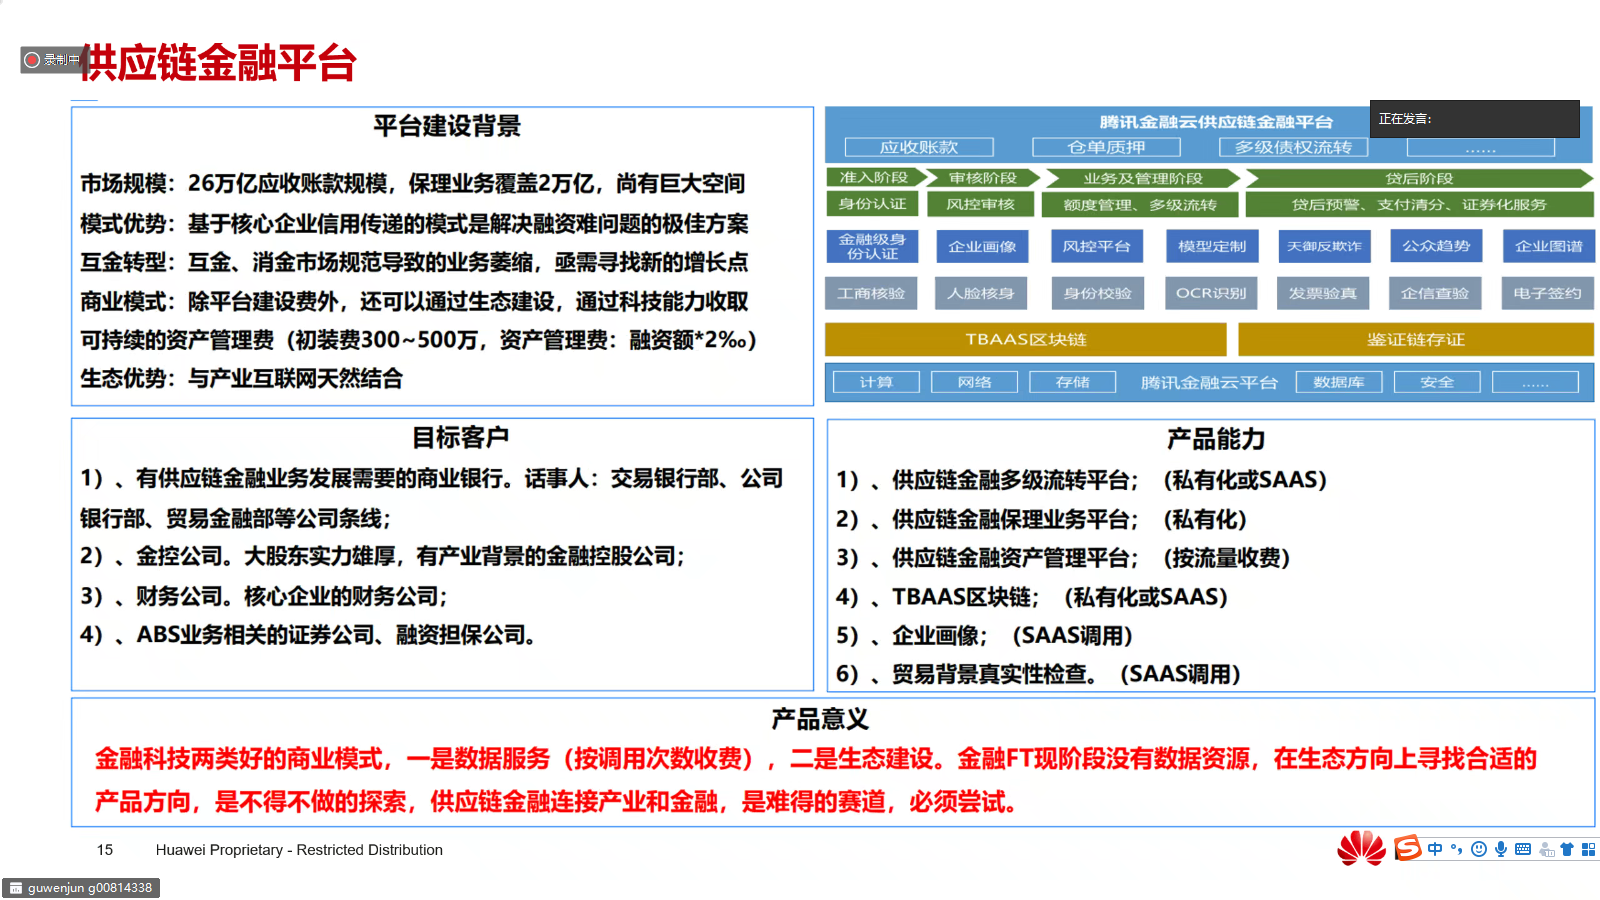 录制中
供应链金融平台
平台建设背景
市场规模：26万亿应收账款规模，保理业务覆盖2万亿，尚有巨大空间
模式优势：基于核心企业信用传递的模式是解决融资难问题的极佳方案
互金转型：互金、消金市场规范导致的业务萎缩，亟需寻找新的增长点
商业模式：除平台建设费外，还可以通过生态建设，通过科技能力收取
可持续的资产管理费（初装费300~500万，资产管理费：融资额*2‰）
生态优势：与产业互联网天然结合
腾讯金融云供应链金融平台
正在发言:
应收账款 仓单质押 多级债权流转 ......
准入阶段 审核阶段 业务及管理阶段 贷后阶段
身份认证 风控审核 额度管理、多级流转 贷后预警、支付清分、证券化服务
金融级身
份认证 企业画像 风控平台 模型定制 天御反欺诈 公众趋势 企业图谱
工商核验 人脸核身 身份校验 OCR识别 发票验真 企信查验 电子签约
TBAAS区块链 鉴证链存证
计算 网络 存储 腾讯金融云平台 数据库 安全 ......
目标客户
1）、有供应链金融业务发展需要的商业银行。话事人：交易银行部、公司
银行部、贸易金融部等公司条线；
2）、金控公司。大股东实力雄厚，有产业背景的金融控股公司；
3）、财务公司。核心企业的财务公司；
4）、ABS业务相关的证券公司、融资担保公司。
产品能力
1）、供应链金融多级流转平台；（私有化或SAAS）
2）、供应链金融保理业务平台；（私有化）
3）、供应链金融资产管理平台；（按流量收费）
4）、TBAAS区块链；（私有化或SAAS）
5）、企业画像；（SAAS调用）
6）、贸易背景真实性检查。（SAAS调用）
产品意义
金融科技两类好的商业模式，一是数据服务（按调用次数收费），二是生态建设。金融FT现阶段没有数据资源，在生态方向上寻找合适的
产品方向，是不得不做的探索，供应链金融连接产业和金融，是难得的赛道，必须尝试。
15 Huawei Proprietary - Restricted Distribution
S 中
guwenjun g00814338